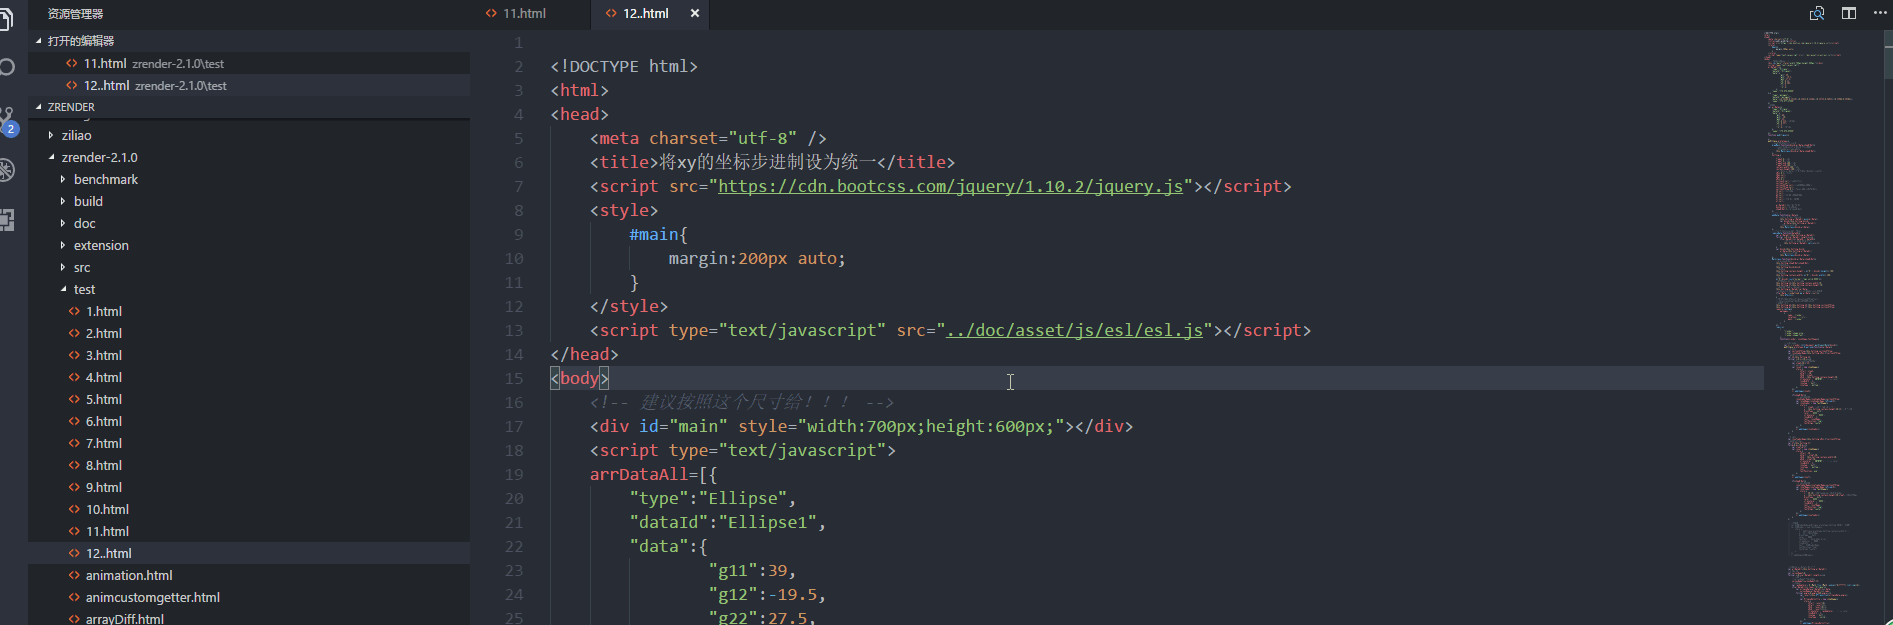 资源管理器
打开的编辑器
11.html zrender-2.1.0\test
12..html zrender-2.1.0\test
2
ZRENDER
ziliao
zrender-2.1.0
benchmark
build
doc
extension
src
test
1.html
2.html
3.html
4.html
5.html
6.html
7.html
8.html
9.html
10.html
11.html
12..html
animation.html
animcustomgetter.html
arrayDiff.html
11.html 12..html
1
2 <!DOCTYPE html>
3 <html>
4 <head>
5 <meta charset="utf-8" />
6 <title>将xy的坐标步进制设为统一</title>
7 <script src="https://cdn.bootcss.com/jquery/1.10.2/jquery.js"></script>
8 <style>
9 #main{
10 margin:200px auto;
11 }
12 </style>
13 <script type="text/javascript" src="../doc/asset/js/esl/esl.js"></script>
14 </head>
15 <body>
16 <!-- 建议按照这个尺寸给！！！ -->
17 <div id="main" style="width:700px;height:600px;"></div>
18 <script type="text/javascript">
19 arrDataAll=[{
20 "type":"Ellipse",
21 "dataId":"Ellipse1",
22 "data":{
23 "g11":39,
24 "g12":-19.5,
25 "g22":27.5,